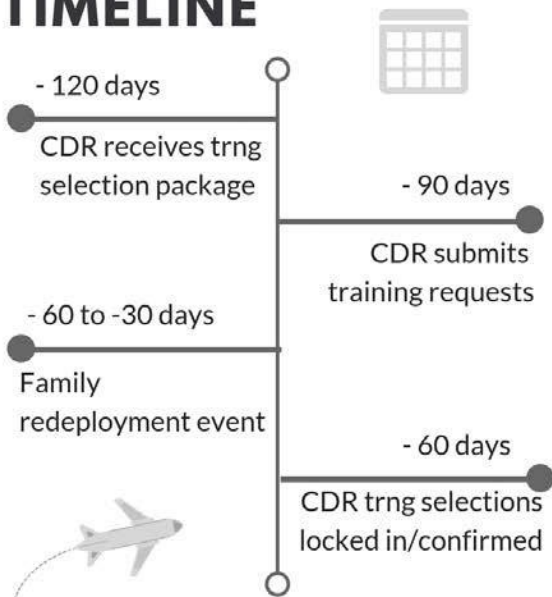 TIMELINE
- 120 days
CDR receives trng
selection package
- 90 days
CDR submits
training requests
- 60 to -30 days
Family
redeployment event
- 60 days
CDR trng selections
locked in/confirmed